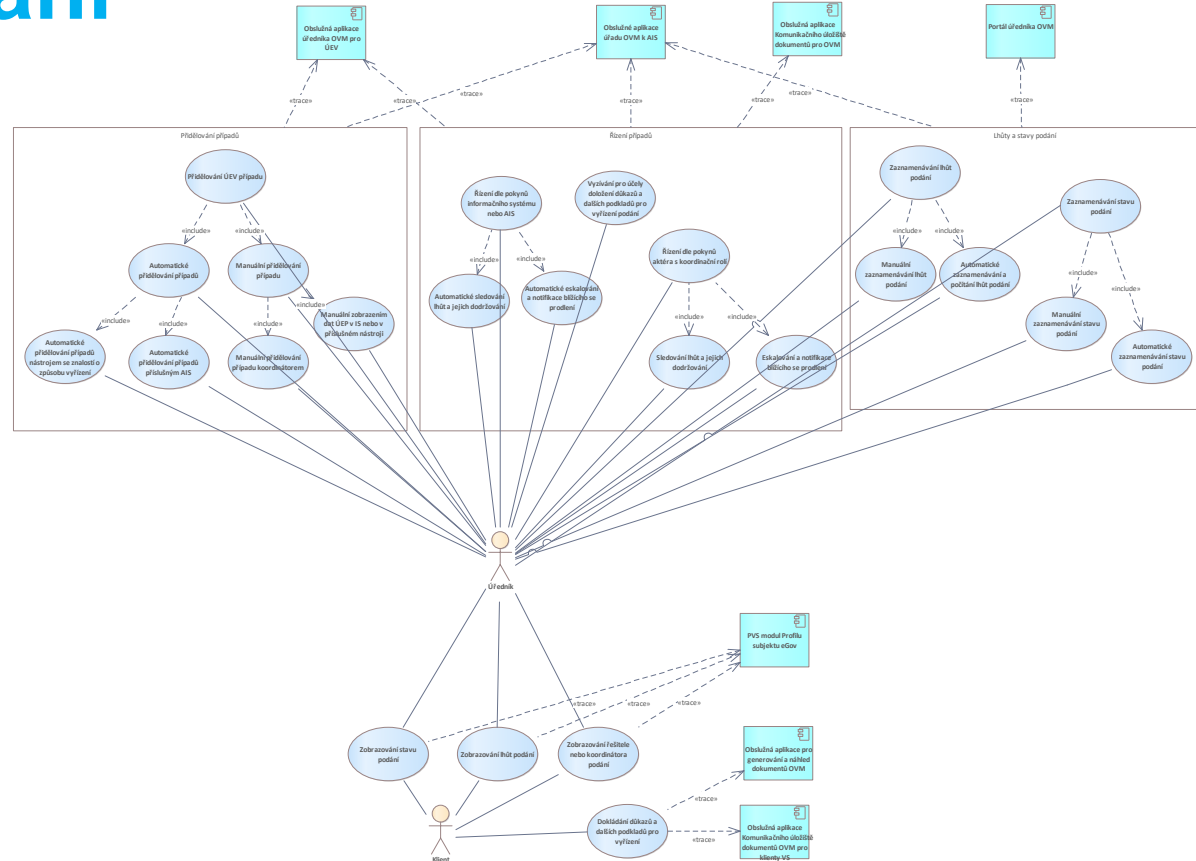 ání
Obslužná aplikace
úředníka OVM pro
ÚEV
Obslužné aplikace
úřadu OVM k AIS
Obslužná aplikace
Komunikačního úložiště
dokumentů pro OVM
Portál úředníka OVM
«trace»
«trace»
«trace»
«trace»
«trace»
«trace»
«trace»
Přidělování případů
Přidělování ÚEV případu
«include»
«include»
Automatické
přidělování případů
Manuální přidělování
případu
«include»
«include»
«include»
«include»
Manuální zobrazením
dat ÚEP v IS nebo v
příslušném nástroji
Automatické
přidělování případů
nástrojem se znalostí o
způsobu vyřízení
Automatické
přidělování případů
příslušným AIS
Manuální přidělování
případu koordinátorem
Řízení případů
Řízení dle pokynů
informačního systému
nebo AIS
Vyzívání pro účely
doložení důkazů a
dalších podkladů pro
vyřízení podání
Řízení dle pokynů
aktéra s koordinační rolí
«include»
«include»
Automatické sledování
lhůt a jejich dodržování
Automatické eskalování
a notifikace blížícího se
prodlení
«include»
«include»
Sledování lhůt a jejich
dodržování
Eskalování a notifikace
blížícího se prodlení
Lhůty a stavy podání
Zaznamenávání lhůt
podání
Zaznamenávání stavu
podání
«include»
«include»
Manuální
zaznamenávání lhůt
podání
Automatické
zaznamenávání a
počítání lhůt podání
«include»
«include»
Manuální
zaznamenávání stavu
podání
Automatické
zaznamenávání stavu
podání
Úředník
PVS modul Profilu
subjektu eGov
«trace»
«trace»
«trace»
Zobrazování stavu
podání
Zobrazování lhůt podání
Zobrazování řešitele
nebo koordinátora
podání
Obslužná aplikace pro
generování a náhled
dokumentů OVM
«trace»
Dokládání důkazů a
dalších podkladů pro
vyřízení
«trace»
Obslužná aplikace
Komunikačního úložiště
dokumentů OVM pro
klienty VS
Klient